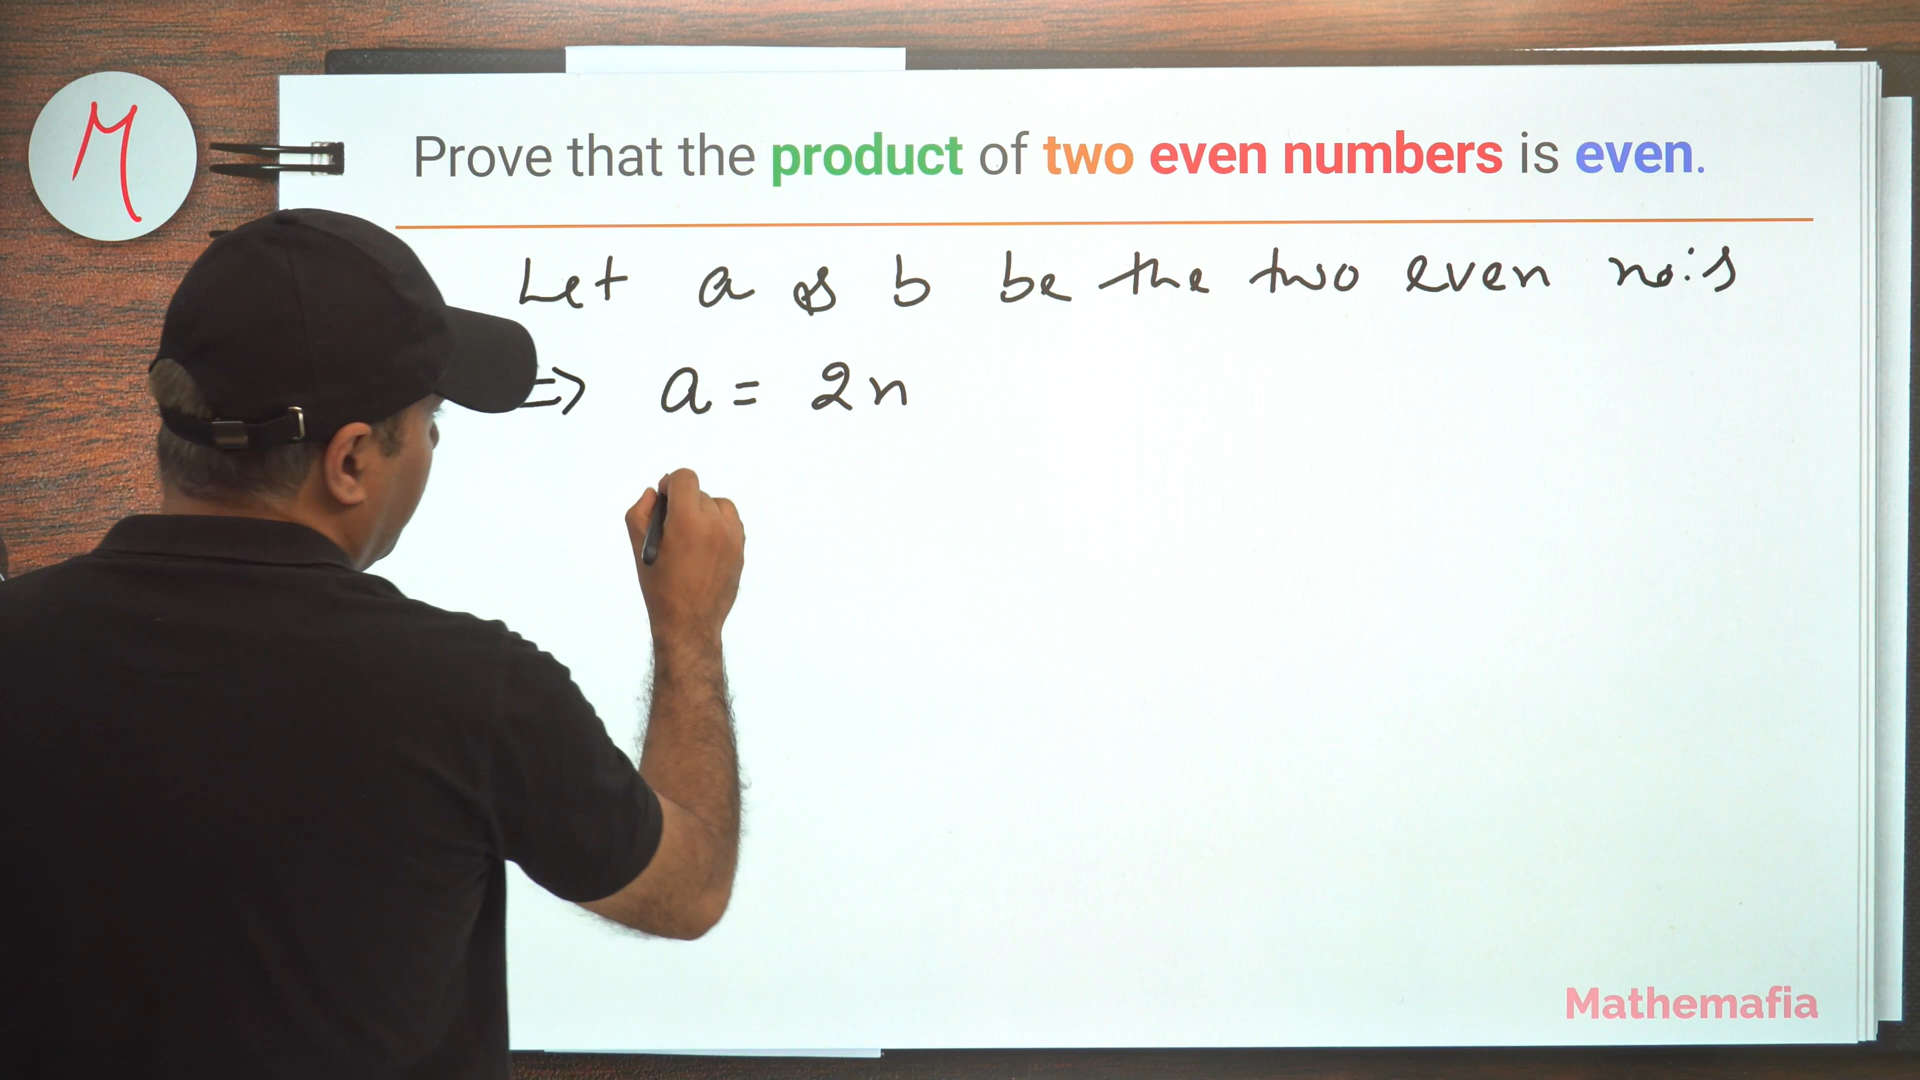 M
Prove that the product of two even numbers is even.
Let a & b be the two even no:s
=> a = 2n
Mathemafia